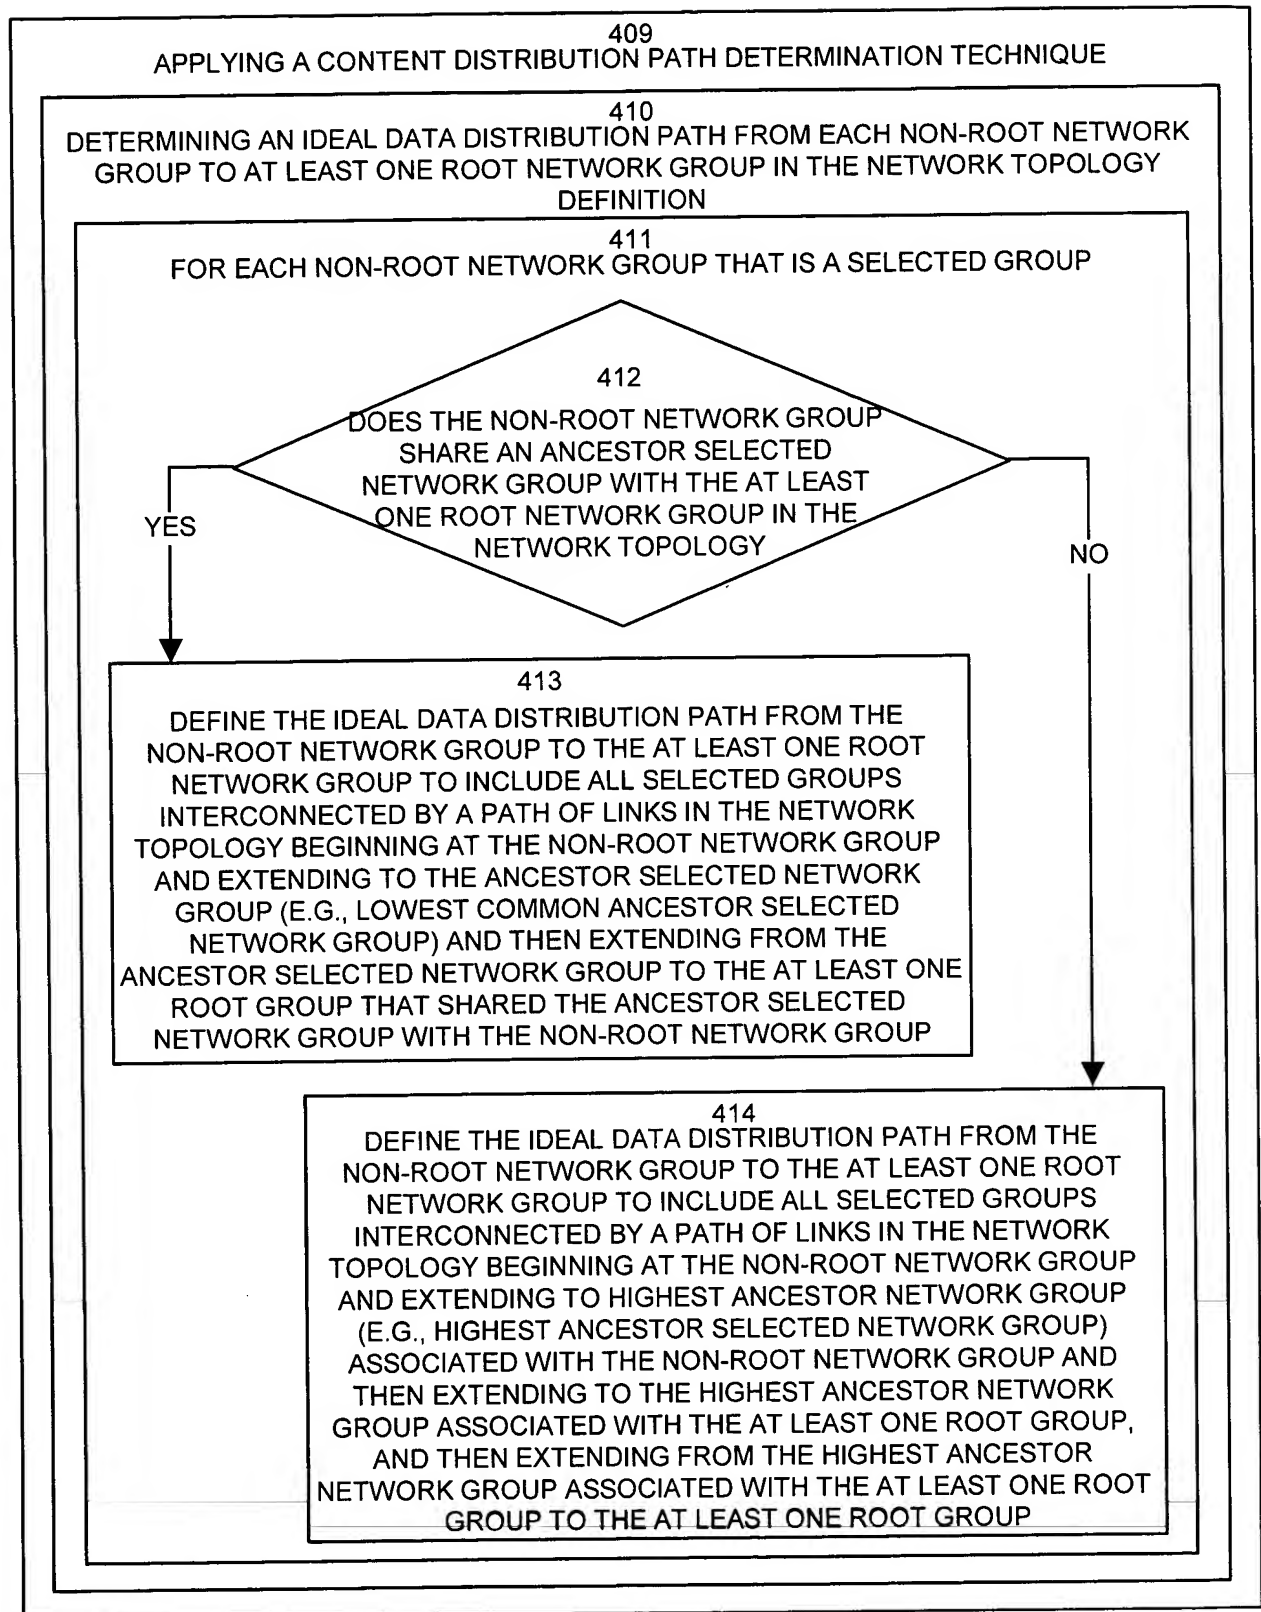 409
APPLYING A CONTENT DISTRIBUTION PATH DETERMINATION TECHNIQUE
410
DETERMINING AN IDEAL DATA DISTRIBUTION PATH FROM EACH NON-ROOT NETWORK
GROUP TO AT LEAST ONE ROOT NETWORK GROUP IN THE NETWORK TOPOLOGY
DEFINITION
411
FOR EACH NON-ROOT NETWORK GROUP THAT IS A SELECTED GROUP
412
DOES THE NON-ROOT NETWORK GROUP
SHARE AN ANCESTOR SELECTED
NETWORK GROUP WITH THE AT LEAST
ONE ROOT NETWORK GROUP IN THE
NETWORK TOPOLOGY
YES
NO
413
DEFINE THE IDEAL DATA DISTRIBUTION PATH FROM THE
NON-ROOT NETWORK GROUP TO THE AT LEAST ONE ROOT
NETWORK GROUP TO INCLUDE ALL SELECTED GROUPS
INTERCONNECTED BY A PATH OF LINKS IN THE NETWORK
TOPOLOGY BEGINNING AT THE NON-ROOT NETWORK GROUP
AND EXTENDING TO THE ANCESTOR SELECTED NETWORK
GROUP (E.G., LOWEST COMMON ANCESTOR SELECTED
NETWORK GROUP) AND THEN EXTENDING FROM THE
ANCESTOR SELECTED NETWORK GROUP TO THE AT LEAST ONE
ROOT GROUP THAT SHARED THE ANCESTOR SELECTED
NETWORK GROUP WITH THE NON-ROOT NETWORK GROUP
414
DEFINE THE IDEAL DATA DISTRIBUTION PATH FROM THE
NON-ROOT NETWORK GROUP TO THE AT LEAST ONE ROOT
NETWORK GROUP TO INCLUDE ALL SELECTED GROUPS
INTERCONNECTED BY A PATH OF LINKS IN THE NETWORK
TOPOLOGY BEGINNING AT THE NON-ROOT NETWORK GROUP
AND EXTENDING TO HIGHEST ANCESTOR NETWORK GROUP
(E.G., HIGHEST ANCESTOR SELECTED NETWORK GROUP)
ASSOCIATED WITH THE NON-ROOT NETWORK GROUP AND
THEN EXTENDING TO THE HIGHEST ANCESTOR NETWORK
GROUP ASSOCIATED WITH THE AT LEAST ONE ROOT GROUP,
AND THEN EXTENDING FROM THE HIGHEST ANCESTOR
NETWORK GROUP ASSOCIATED WITH THE AT LEAST ONE ROOT
GROUP TO THE AT LEAST ONE ROOT GROUP